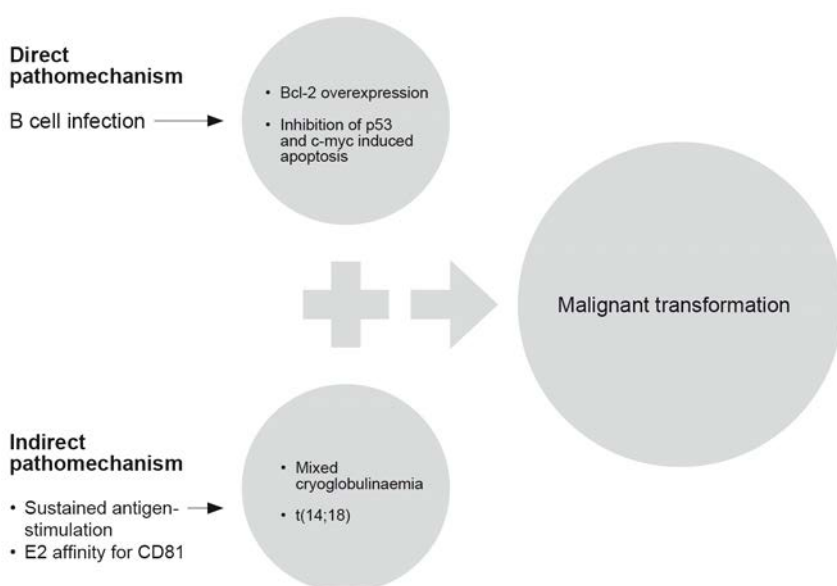 Direct
pathomechanism
B cell infection
• Bcl-2 overexpression
• Inhibition of p53
and c-myc induced
apoptosis
Malignant transformation
Indirect
pathomechanism
• Sustained antigen-
stimulation
• E2 affinity for CD81
• Mixed
cryoglobulinaemia
• t(14;18)